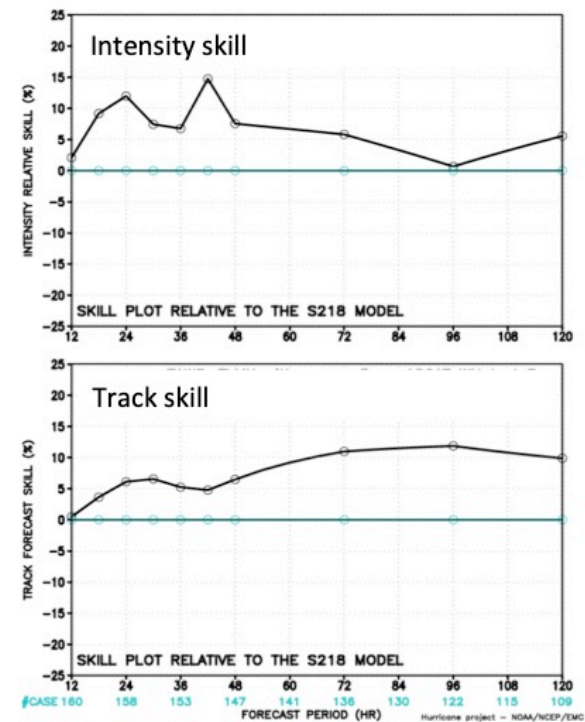 25
20
15
10
5
0
-5
-10
-15
-20
-25
INTENSITY RELATIVE SKILL (%)
Intensity skill
SKILL PLOT RELATIVE TO THE S218 MODEL
12 24 36 48 60 72 84 96 108 120
25
20
15
10
5
0
-5
-10
-15
-20
-25
TRACK FORECAST SKILL (%)
Track skill
SKILL PLOT RELATIVE TO THE S218 MODEL
12 24 36 48 60 72 84 96 108 120
#CASE 160 158 153 147 141 136 130 122 115 109
FORECAST PERIOD (HR)
Hurricane project - NOAA/NCEP/EMC